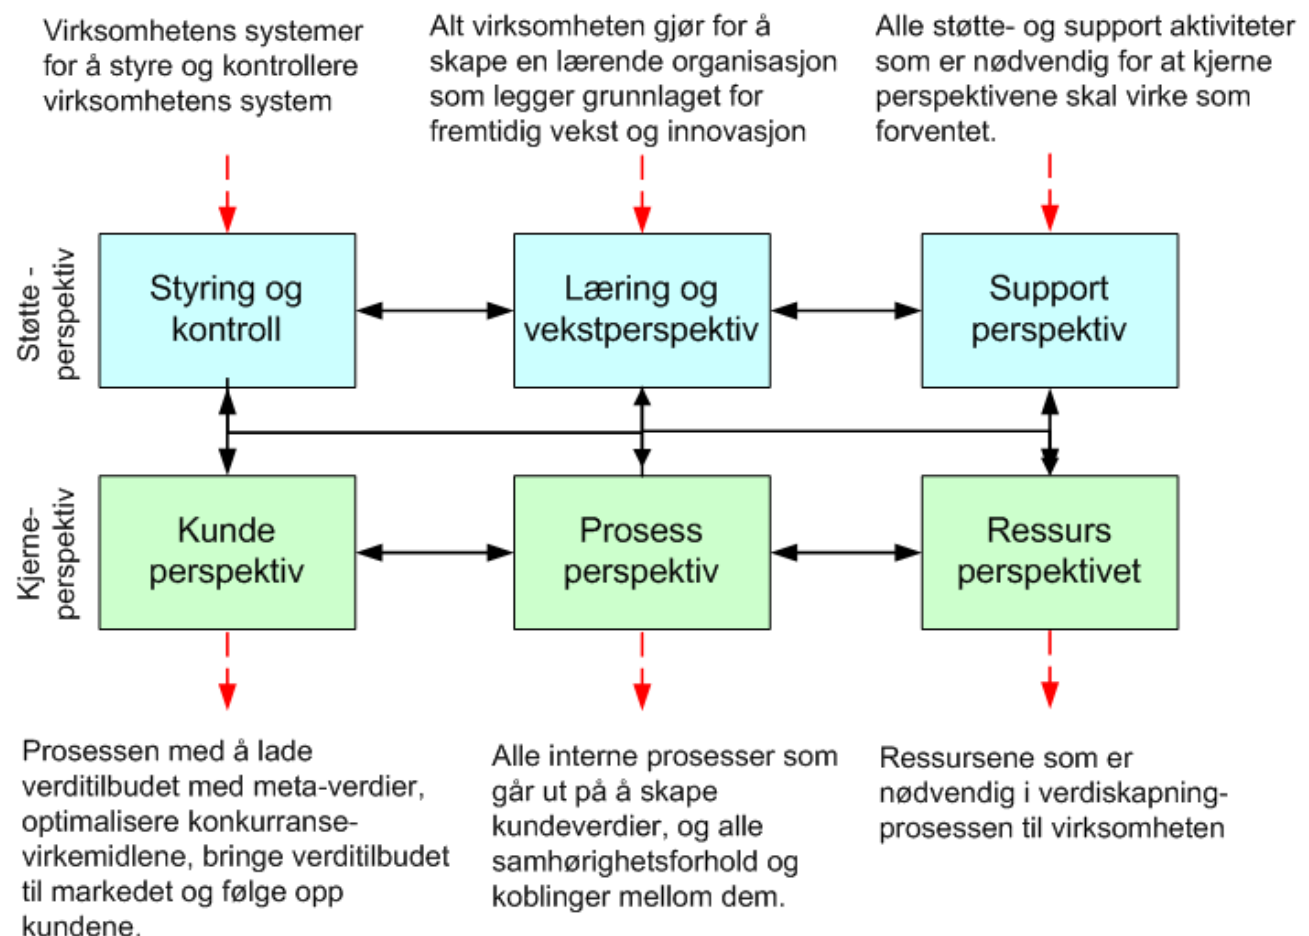 Virksomhetens systemer
for å styre og kontrollere
virksomhetens system
Alt virksomheten gjør for å
skape en lærende organisasjon
som legger grunnlaget for
fremtidig vekst og innovasjon
Alle støtte- og support aktiviteter
som er nødvendig for at kjerne
perspektivene skal virke som
forventet.
Støtte -
perspektiv
Styring og
kontroll
Læring og
vekstperspektiv
Support
perspektiv
Kjerne-
perspektiv
Kunde
perspektiv
Prosess
perspektiv
Ressurs
perspektivet
Prosessen med å lade
verditilbudet med meta-verdier,
optimalisere konkurranse-
virkemidlene, bringe verditilbudet
til markedet og følge opp
kundene.
Alle interne prosesser som
går ut på å skape
kundeverdier, og alle
samhørighetsforhold og
koblinger mellom dem.
Ressursene som er
nødvendig i verdiskapning-
prosessen til virksomheten